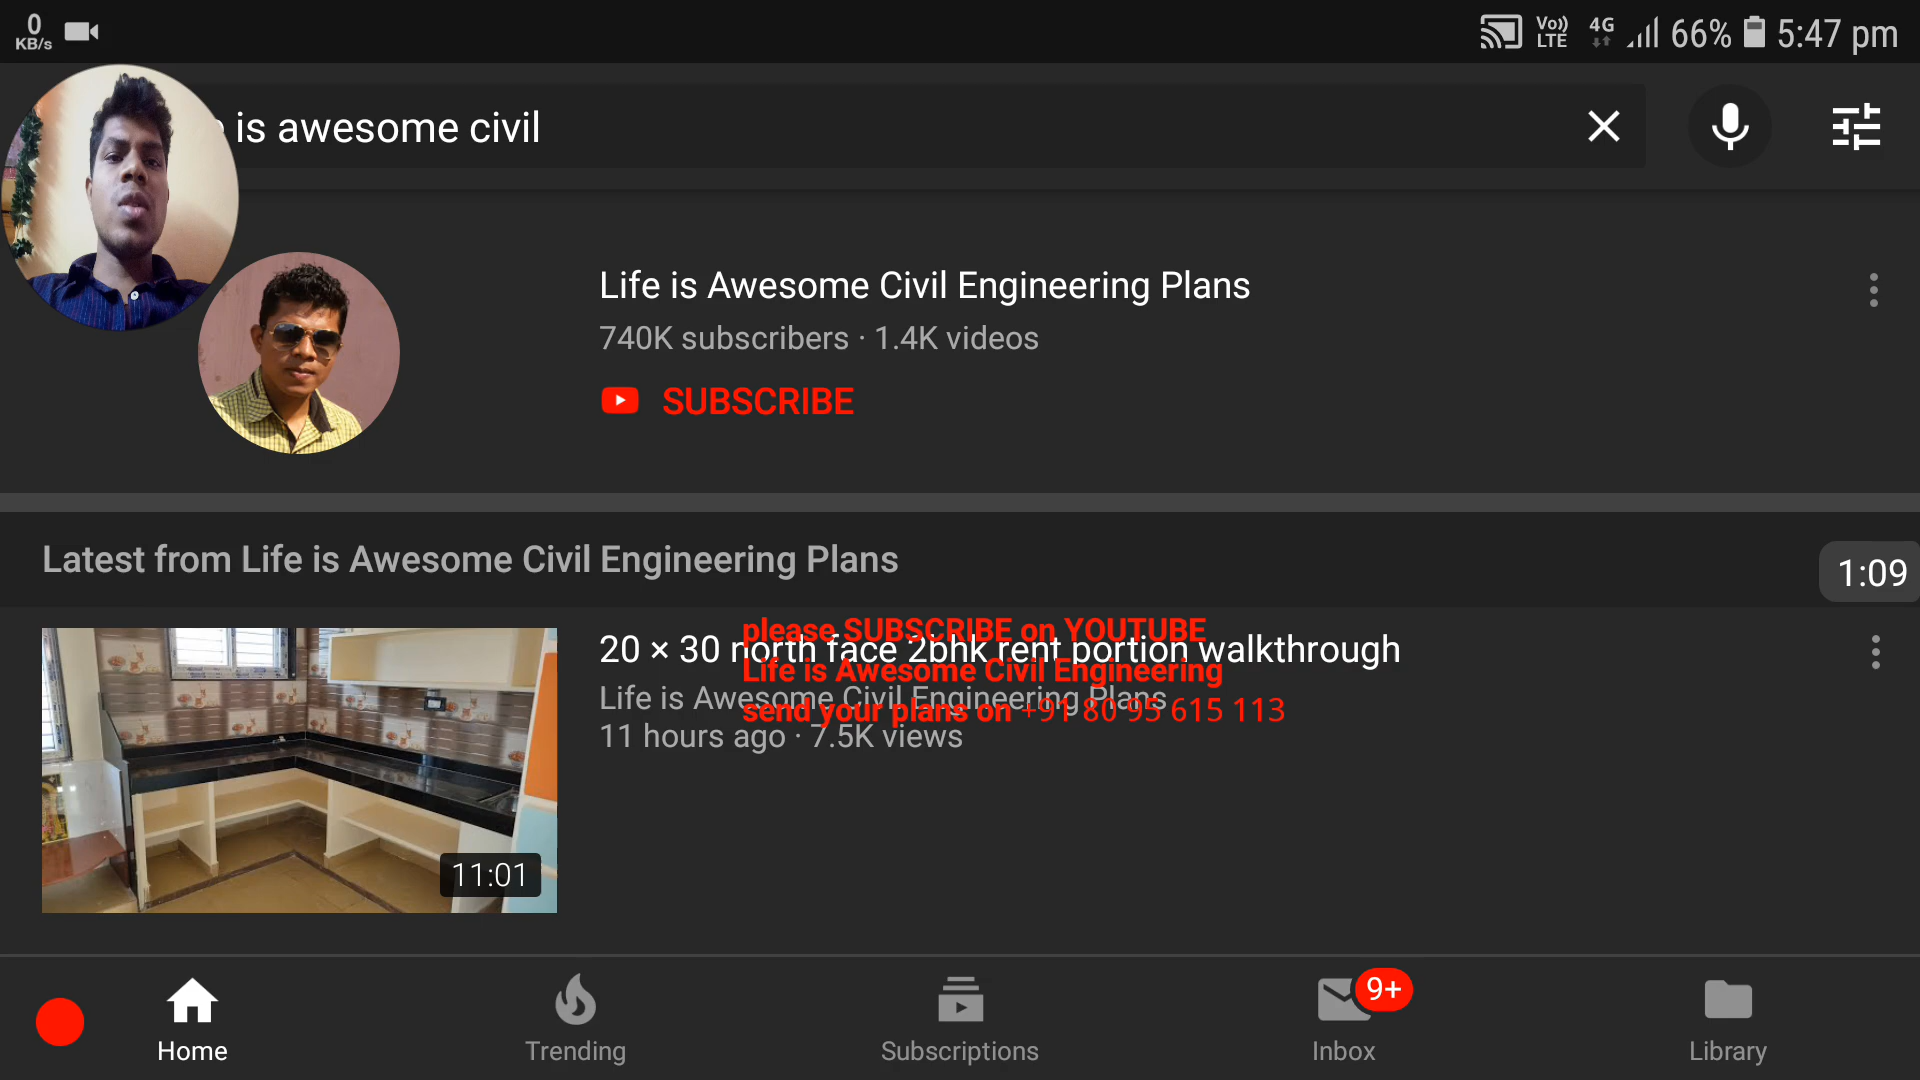 0
KB/s
Vo))
LTE
4G
66%
5:47 pm
is awesome civil
Life is Awesome Civil Engineering Plans
740K subscribers · 1.4K videos
SUBSCRIBE
Latest from Life is Awesome Civil Engineering Plans
1:09
please SUBSCRIBE on YOUTUBE
20 × 30 north face 2bhk rent portion walkthrough
Life is Awesome Civil Engineering
Life is Awesome Civil Engineering Plans
send your plans on +91 80 95 615 113
11 hours ago · 7.5K views
11:01
9+
Home
Trending
Subscriptions
Inbox
Library